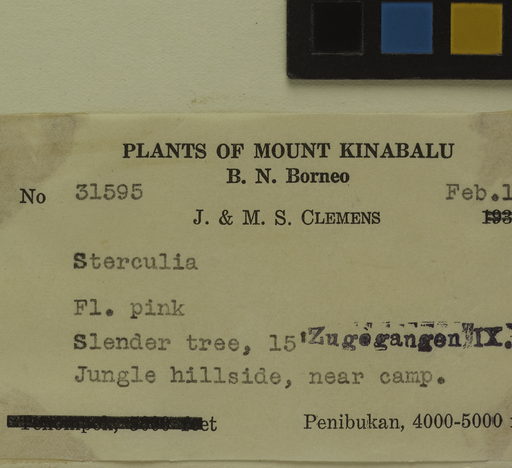 PLANTS OF MOUNT KINABALU
B. N. Borneo
No 31595 Feb.1
J. & M. S. CLEMENS 193
Sterculia
Fl. pink
Slender tree, 15' Zugegangen IX.
Jungle hillside, near camp.
Penibukan, 4000-5000